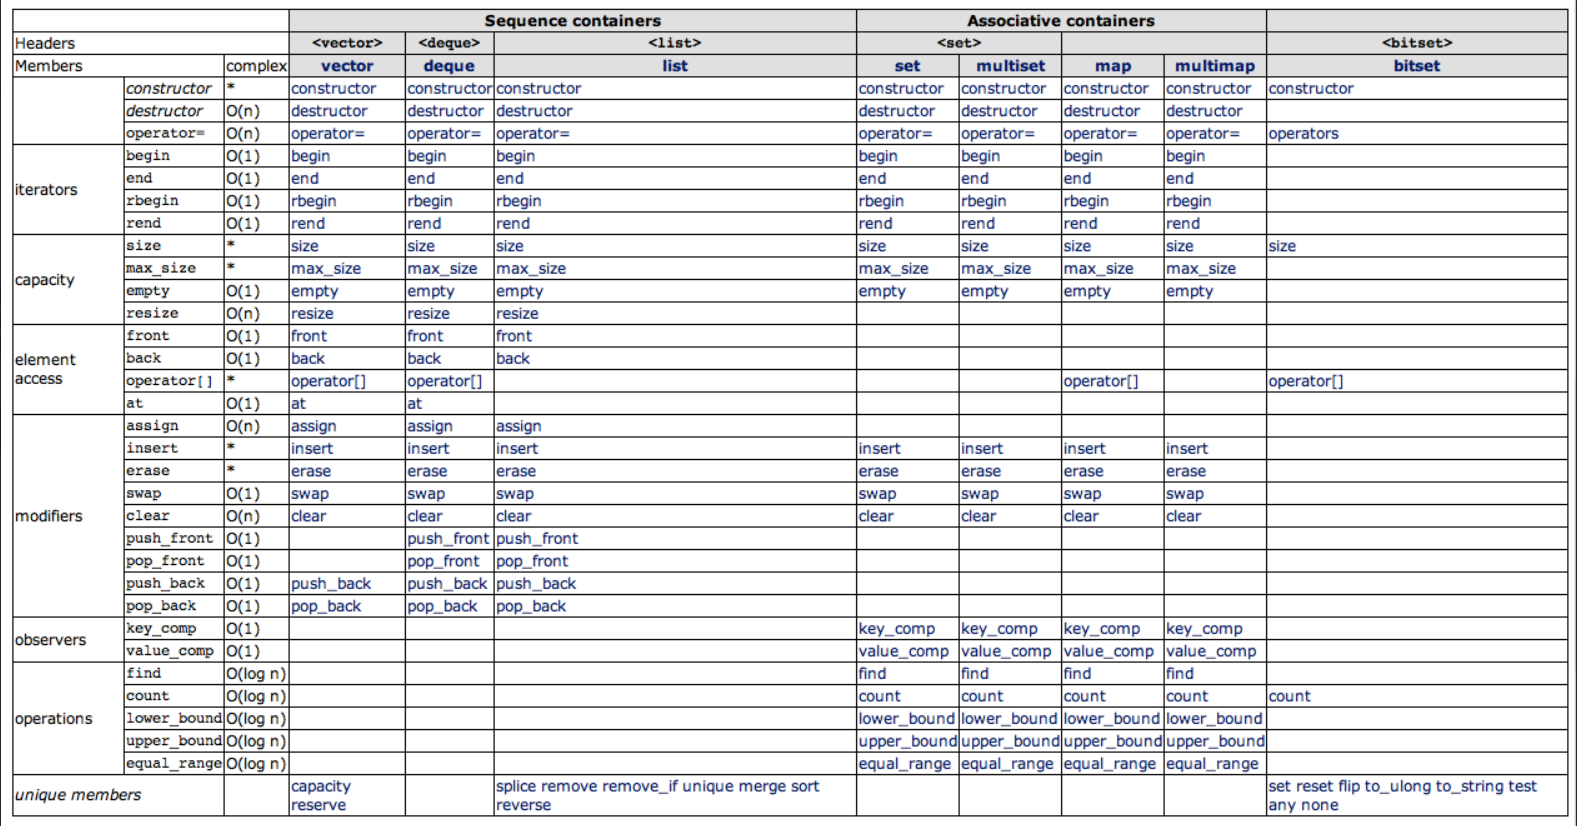 Sequence containers Associative containers
Headers <vector> <deque> <list> <set> <bitset>
Members complex vector deque list set multiset map multimap bitset
constructor * constructor constructor constructor constructor constructor constructor constructor constructor
destructor O(n) destructor destructor destructor destructor destructor destructor destructor
operator= O(n) operator= operator= operator= operator= operator= operator= operator= operators
iterators
begin O(1) begin begin begin begin begin begin begin
end O(1) end end end end end end end
rbegin O(1) rbegin rbegin rbegin rbegin rbegin rbegin rbegin
rend O(1) rend rend rend rend rend rend rend
capacity
size * size size size size size size size size
max_size * max_size max_size max_size max_size max_size max_size max_size
empty O(1) empty empty empty empty empty empty empty
resize O(n) resize resize resize
element
access
front O(1) front front front
back O(1) back back back
operator[] * operator[] operator[] operator[] operator[]
at O(1) at at
modifiers
assign O(n) assign assign assign
insert * insert insert insert insert insert insert insert
erase * erase erase erase erase erase erase erase
swap O(1) swap swap swap swap swap swap swap
clear O(n) clear clear clear clear clear clear clear
push_front O(1) push_front push_front
pop_front O(1) pop_front pop_front
push_back O(1) push_back push_back push_back
pop_back O(1) pop_back pop_back pop_back
observers
key_comp O(1) key_comp key_comp key_comp key_comp
value_comp O(1) value_comp value_comp value_comp value_comp
operations
find O(log n) find find find find
count O(log n) count count count count count
lower_bound O(log n) lower_bound lower_bound lower_bound lower_bound
upper_bound O(log n) upper_bound upper_bound upper_bound upper_bound
equal_range O(log n) equal_range equal_range equal_range equal_range
unique members
capacity
reserve
splice remove remove_if unique merge sort
reverse
set reset flip to_ulong to_string test
any none